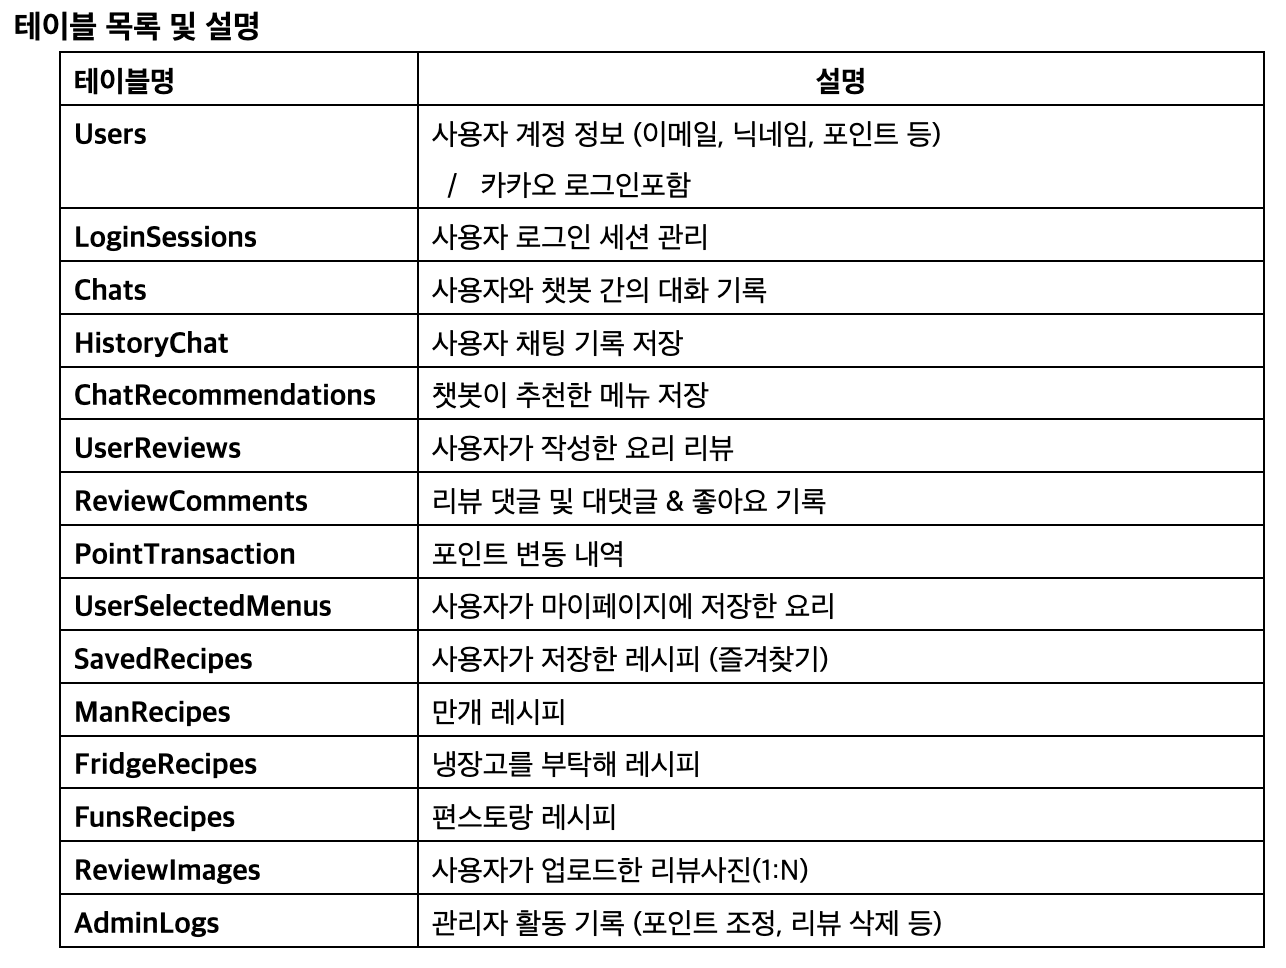 테이블 목록 및 설명
테이블명 설명
Users 사용자 계정 정보 (이메일, 닉네임, 포인트 등)
/ 카카오 로그인포함
LoginSessions 사용자 로그인 세션 관리
Chats 사용자와 챗봇 간의 대화 기록
HistoryChat 사용자 채팅 기록 저장
ChatRecommendations 챗봇이 추천한 메뉴 저장
UserReviews 사용자가 작성한 요리 리뷰
ReviewComments 리뷰 댓글 및 대댓글 & 좋아요 기록
PointTransaction 포인트 변동 내역
UserSelectedMenus 사용자가 마이페이지에 저장한 요리
SavedRecipes 사용자가 저장한 레시피 (즐겨찾기)
ManRecipes 만개 레시피
FridgeRecipes 냉장고를 부탁해 레시피
FunsRecipes 편스토랑 레시피
ReviewImages 사용자가 업로드한 리뷰사진(1:N)
AdminLogs 관리자 활동 기록 (포인트 조정, 리뷰 삭제 등)